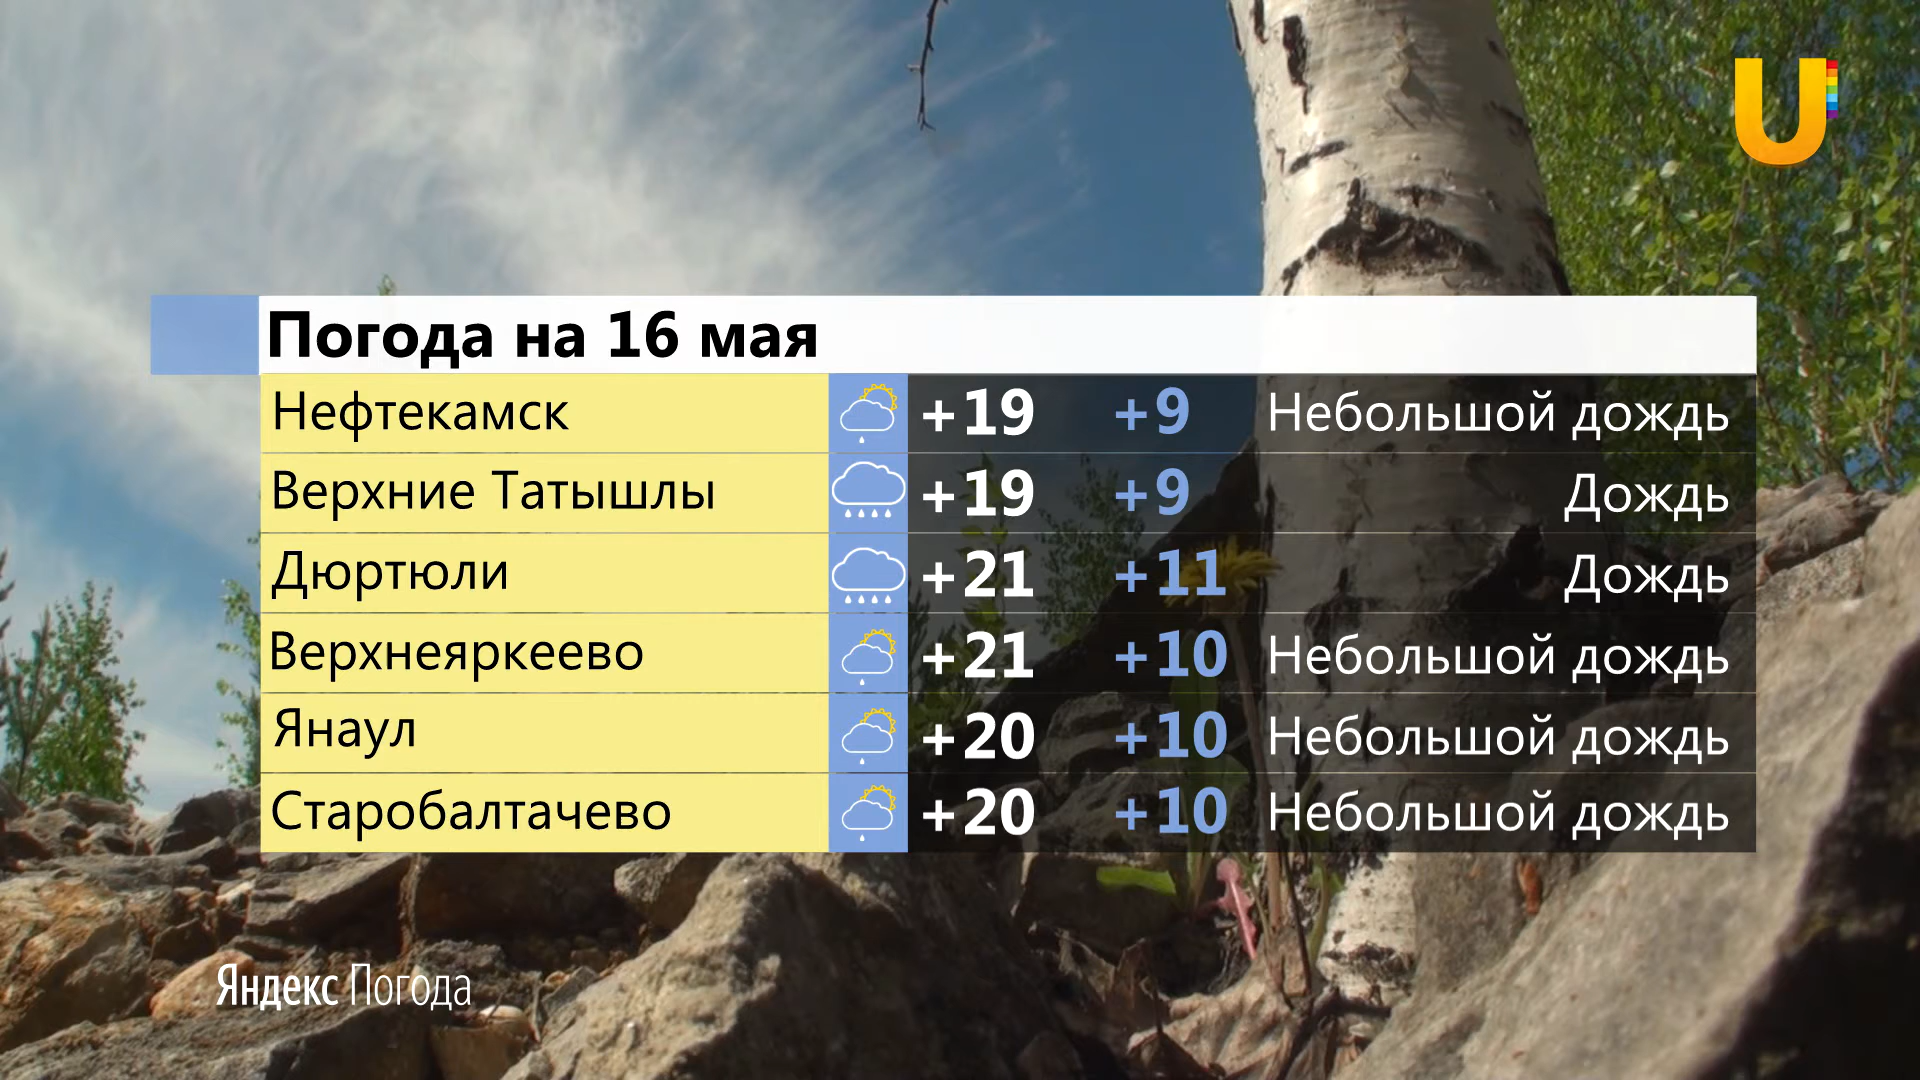 U
Погода на 16 мая
Нефтекамск +19 +9 Небольшой дождь
Верхние Татышлы +19 +9 Дождь
Дюртюли +21 +11 Дождь
Верхнеяркеево +21 +10 Небольшой дождь
Янаул +20 +10 Небольшой дождь
Старобалтачево +20 +10 Небольшой дождь
Яндекс Погода